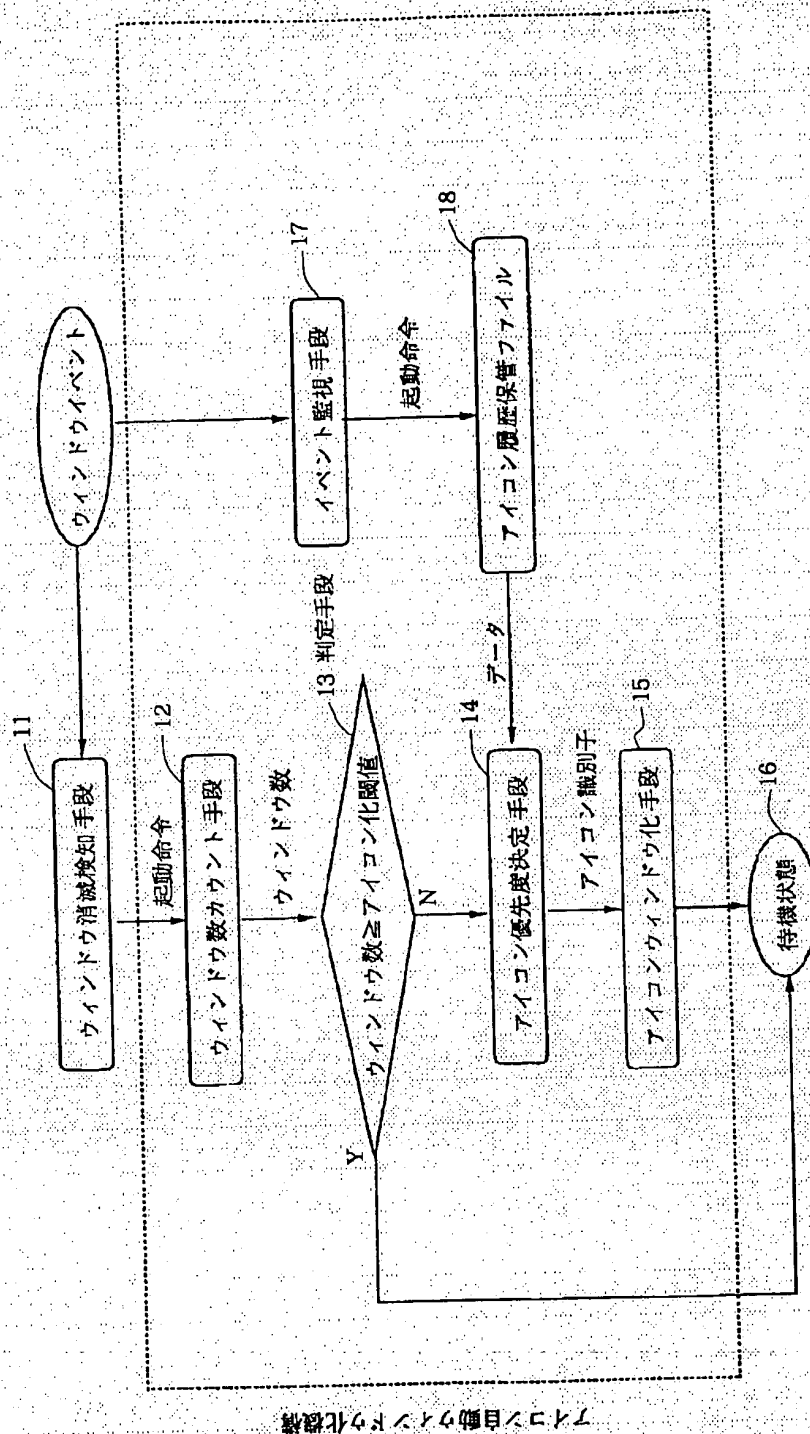 ウィンドウイベント
11
ウィンドウ消滅検知手段
起動命令
12
ウィンドウ数カウント手段
ウィンドウ数
13 判定手段
ウィンドウ数≧アイコン化閾値
Y
N
17
イベント監視手段
起動命令
18
アイコン履歴保管ファイル
データ
14
アイコン優先度決定手段
アイコン識別子
15
アイコンウィンドウ化手段
16
待機状態
アイコン自動ウィンドウ化機構